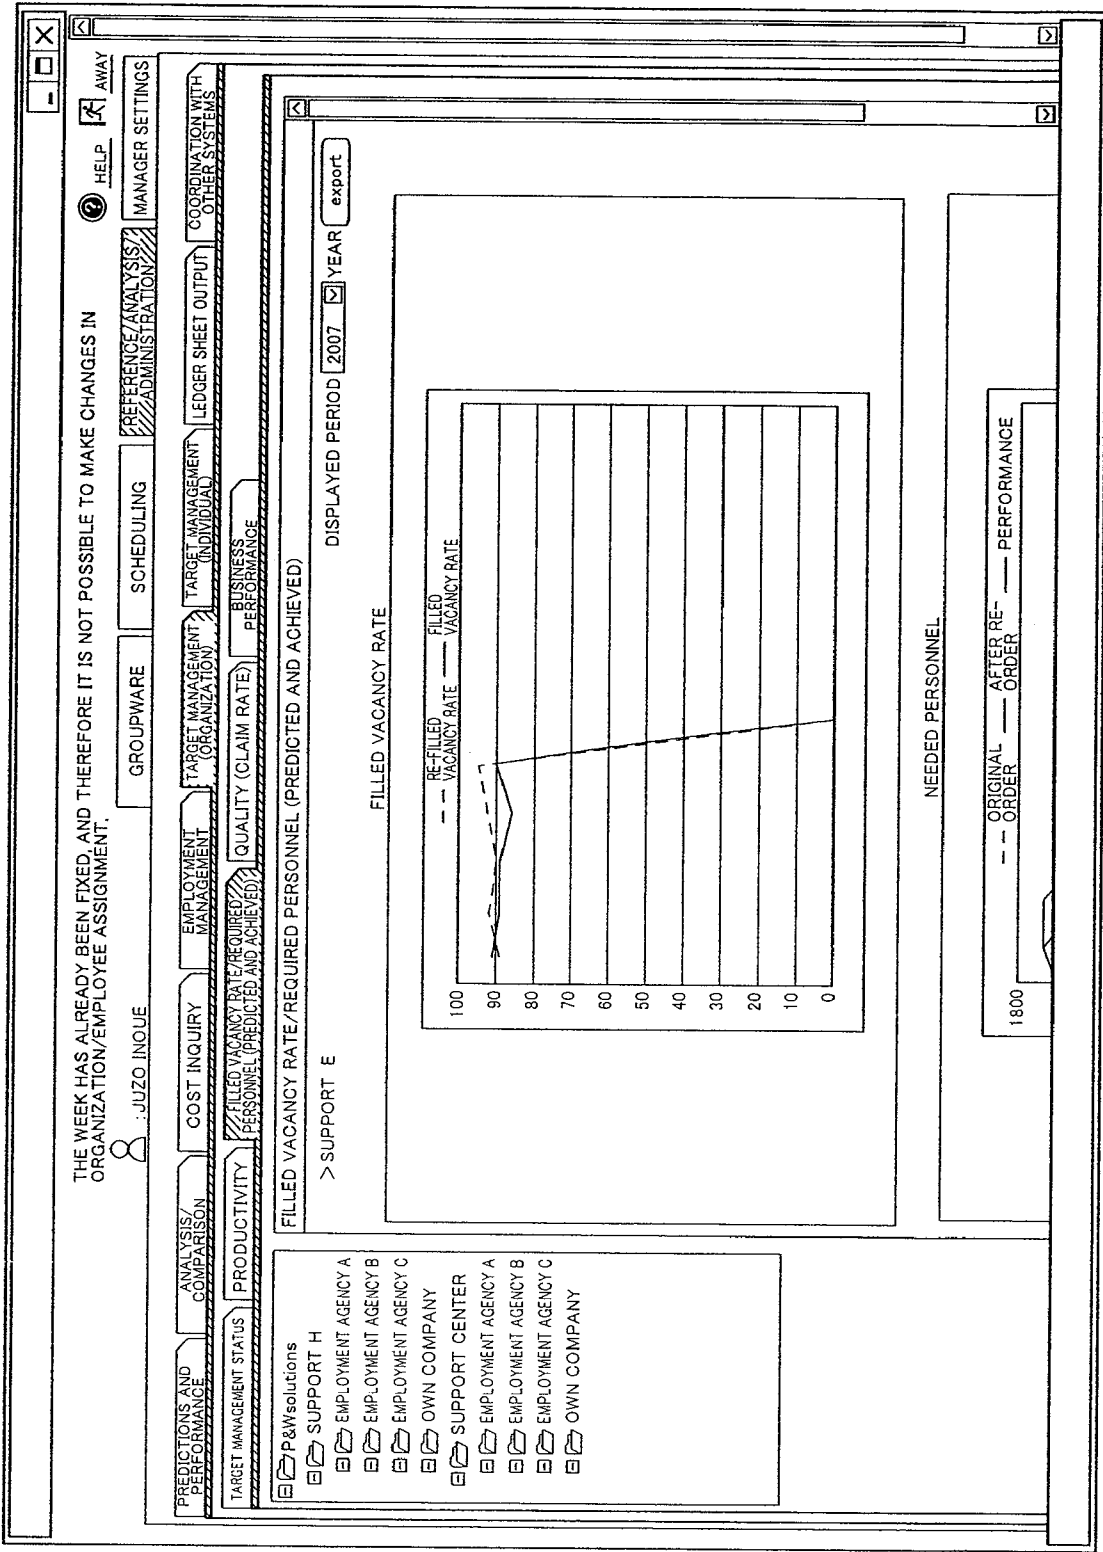 THE WEEK HAS ALREADY BEEN FIXED, AND THEREFORE IT IS NOT POSSIBLE TO MAKE CHANGES IN
ORGANIZATION/EMPLOYEE ASSIGNMENT.
HELP
AWAY
: JUZO INOUE
GROUPWARE
SCHEDULING
REFERENCE/ANALYSIS/
ADMINISTRATION
MANAGER SETTINGS
PREDICTIONS AND
PERFORMANCE
ANALYSIS/
COMPARISON
COST INQUIRY
EMPLOYMENT
MANAGEMENT
TARGET MANAGEMENT
(ORGANIZATION)
TARGET MANAGEMENT
(INDIVIDUAL)
LEDGER SHEET OUTPUT
COORDINATION WITH
OTHER SYSTEMS
TARGET MANAGEMENT STATUS
PRODUCTIVITY
FILLED VACANCY RATE/REQUIRED
PERSONNEL (PREDICTED AND ACHIEVED)
QUALITY (CLAIM RATE)
BUSINESS
PERFORMANCE
P&Wsolutions
SUPPORT H
EMPLOYMENT AGENCY A
EMPLOYMENT AGENCY B
EMPLOYMENT AGENCY C
OWN COMPANY
SUPPORT CENTER
EMPLOYMENT AGENCY A
EMPLOYMENT AGENCY B
EMPLOYMENT AGENCY C
OWN COMPANY
FILLED VACANCY RATE/REQUIRED PERSONNEL (PREDICTED AND ACHIEVED)
>SUPPORT E
DISPLAYED PERIOD 2007 YEAR export
FILLED VACANCY RATE
RE-FILLED
VACANCY RATE
FILLED
VACANCY RATE
100
90
80
70
60
50
40
30
20
10
0
NEEDED PERSONNEL
ORIGINAL
ORDER
AFTER RE-
ORDER
PERFORMANCE
1800